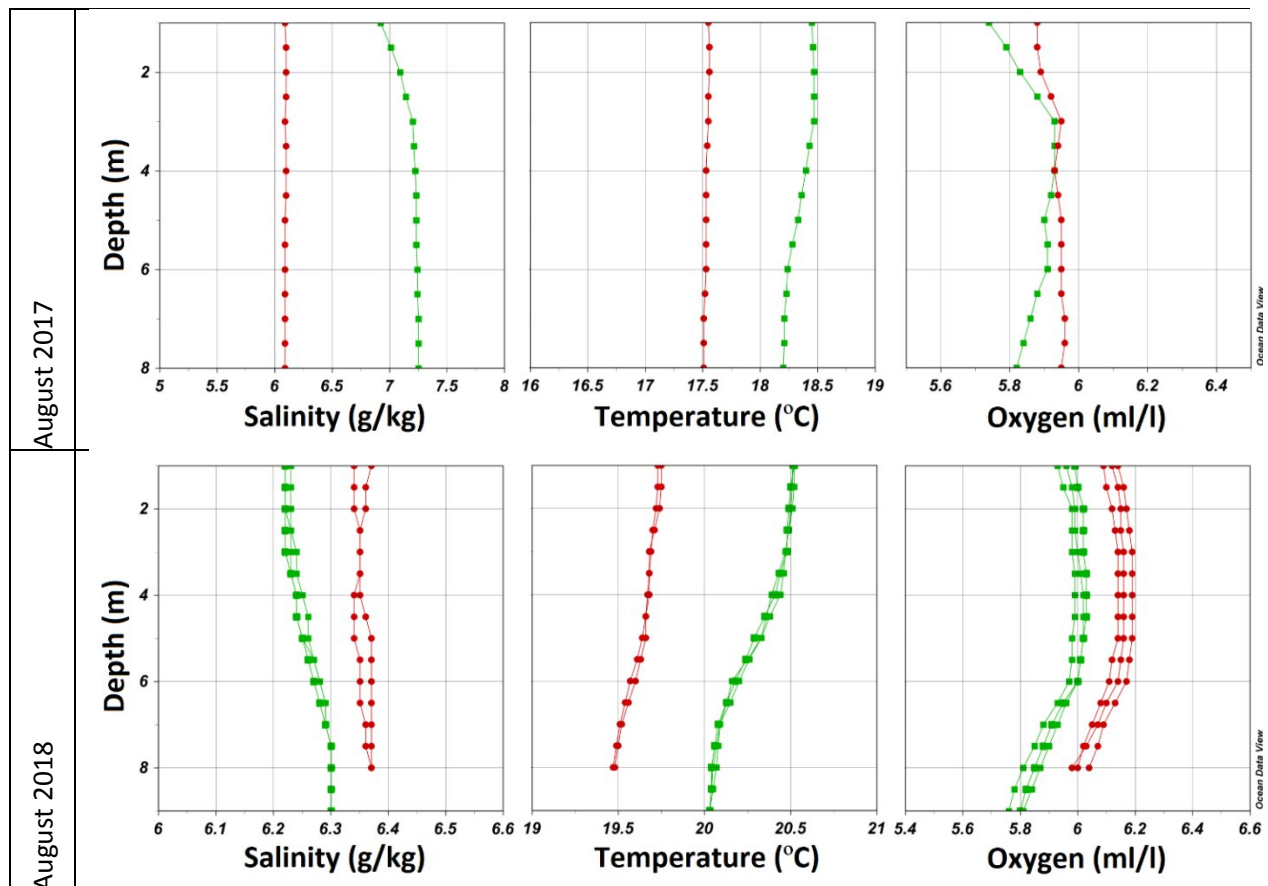 August 2017
Depth (m)
2
4
6
8
5 5.5 6 6.5 7 7.5 8
Salinity (g/kg)
16 16.5 17 17.5 18 18.5 19
Temperature (°C)
5.6 5.8 6 6.2 6.4
Oxygen (ml/l)
Ocean Data View
August 2018
Depth (m)
2
4
6
8
6 6.1 6.2 6.3 6.4 6.5 6.6
Salinity (g/kg)
19 19.5 20 20.5 21
Temperature (°C)
5.4 5.6 5.8 6 6.2 6.4 6.6
Oxygen (ml/l)
Ocean Data View